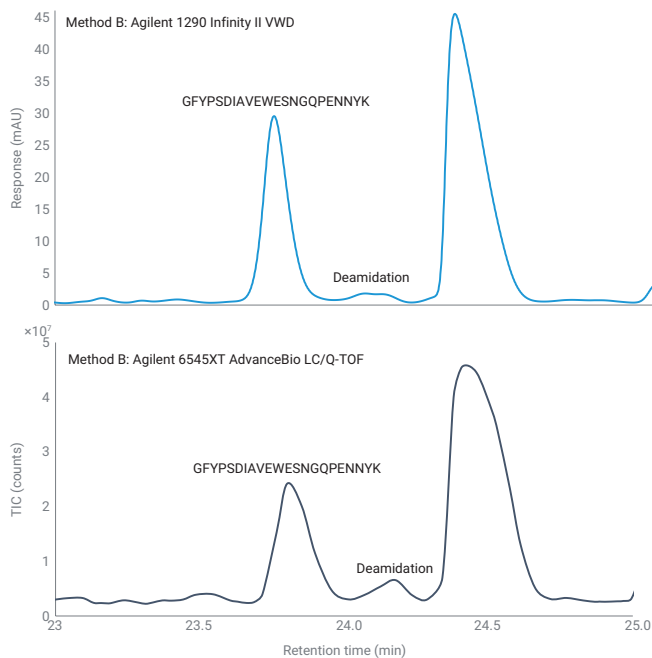 Method B: Agilent 1290 Infinity II VWD
45
40
35
30
25
20
15
10
5
0
Response (mAU)
GFYPSDIAVEWESNGQPENNYK
Deamidation
×10⁷
Method B: Agilent 6545XT AdvanceBio LC/Q-TOF
5
4
3
2
1
0
TIC (counts)
GFYPSDIAVEWESNGQPENNYK
Deamidation
23 23.5 24.0 24.5 25.0
Retention time (min)